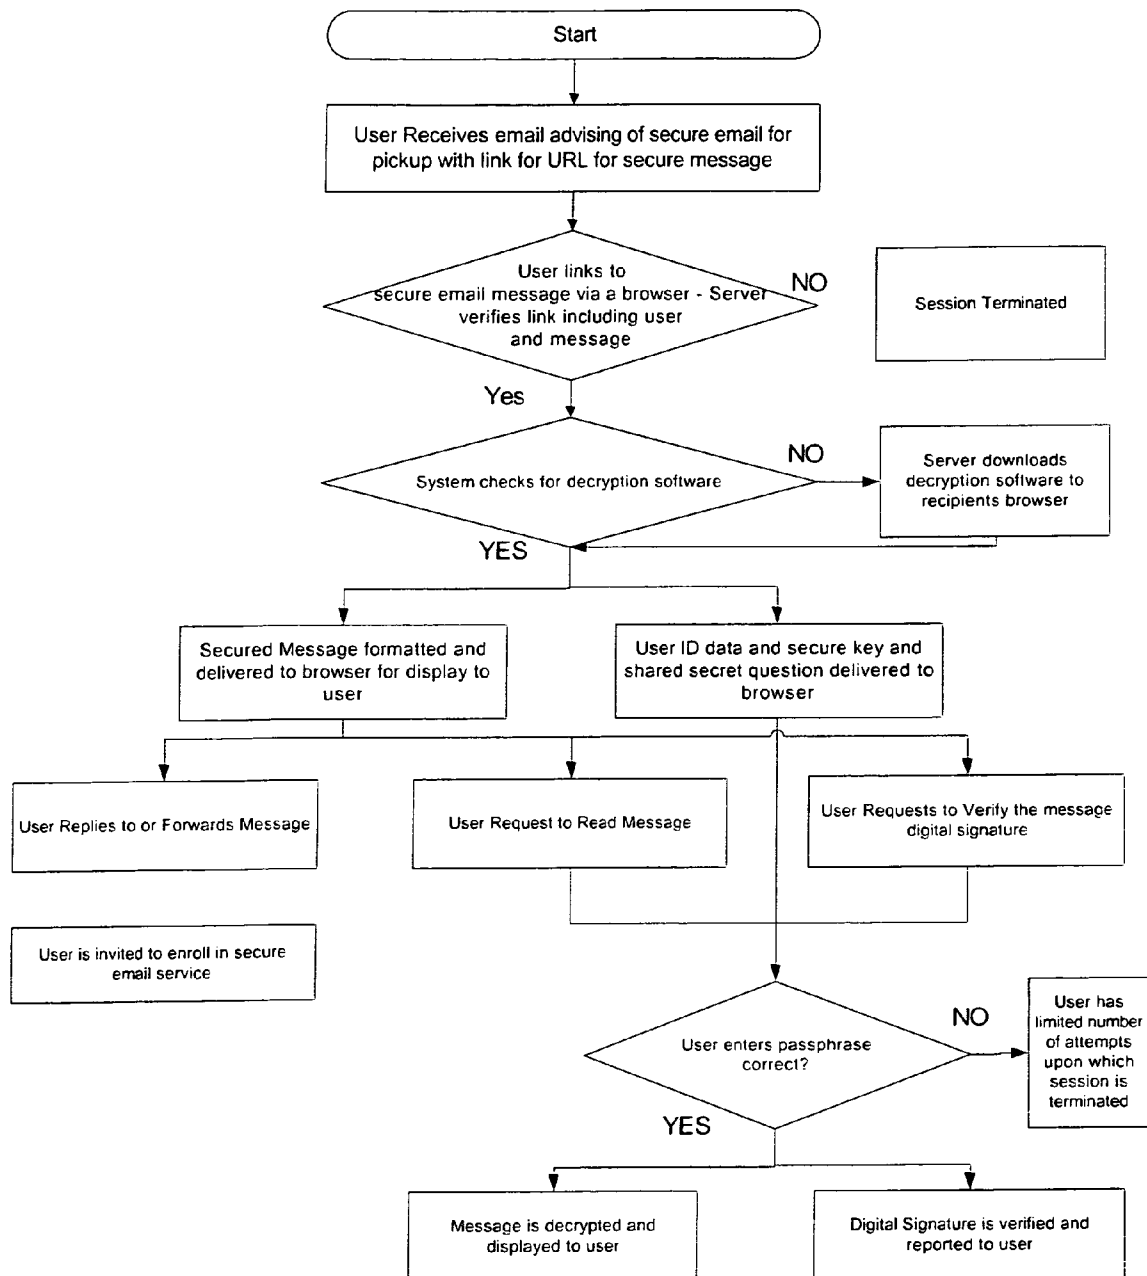 Start
User Receives email advising of secure email for
pickup with link for URL for secure message
User links to
secure email message via a browser - Server
verifies link including user
and message
NO
Session Terminated
Yes
System checks for decryption software
NO
Server downloads
decryption software to
recipients browser
YES
Secured Message formatted and
delivered to browser for display to
user
User ID data and secure key and
shared secret question delivered to
browser
User Replies to or Forwards Message
User Request to Read Message
User Requests to Verify the message
digital signature
User is invited to enroll in secure
email service
User enters passphrase
correct?
NO
User has
limited number
of attempts
upon which
session is
terminated
YES
Message is decrypted and
displayed to user
Digital Signature is verified and
reported to user